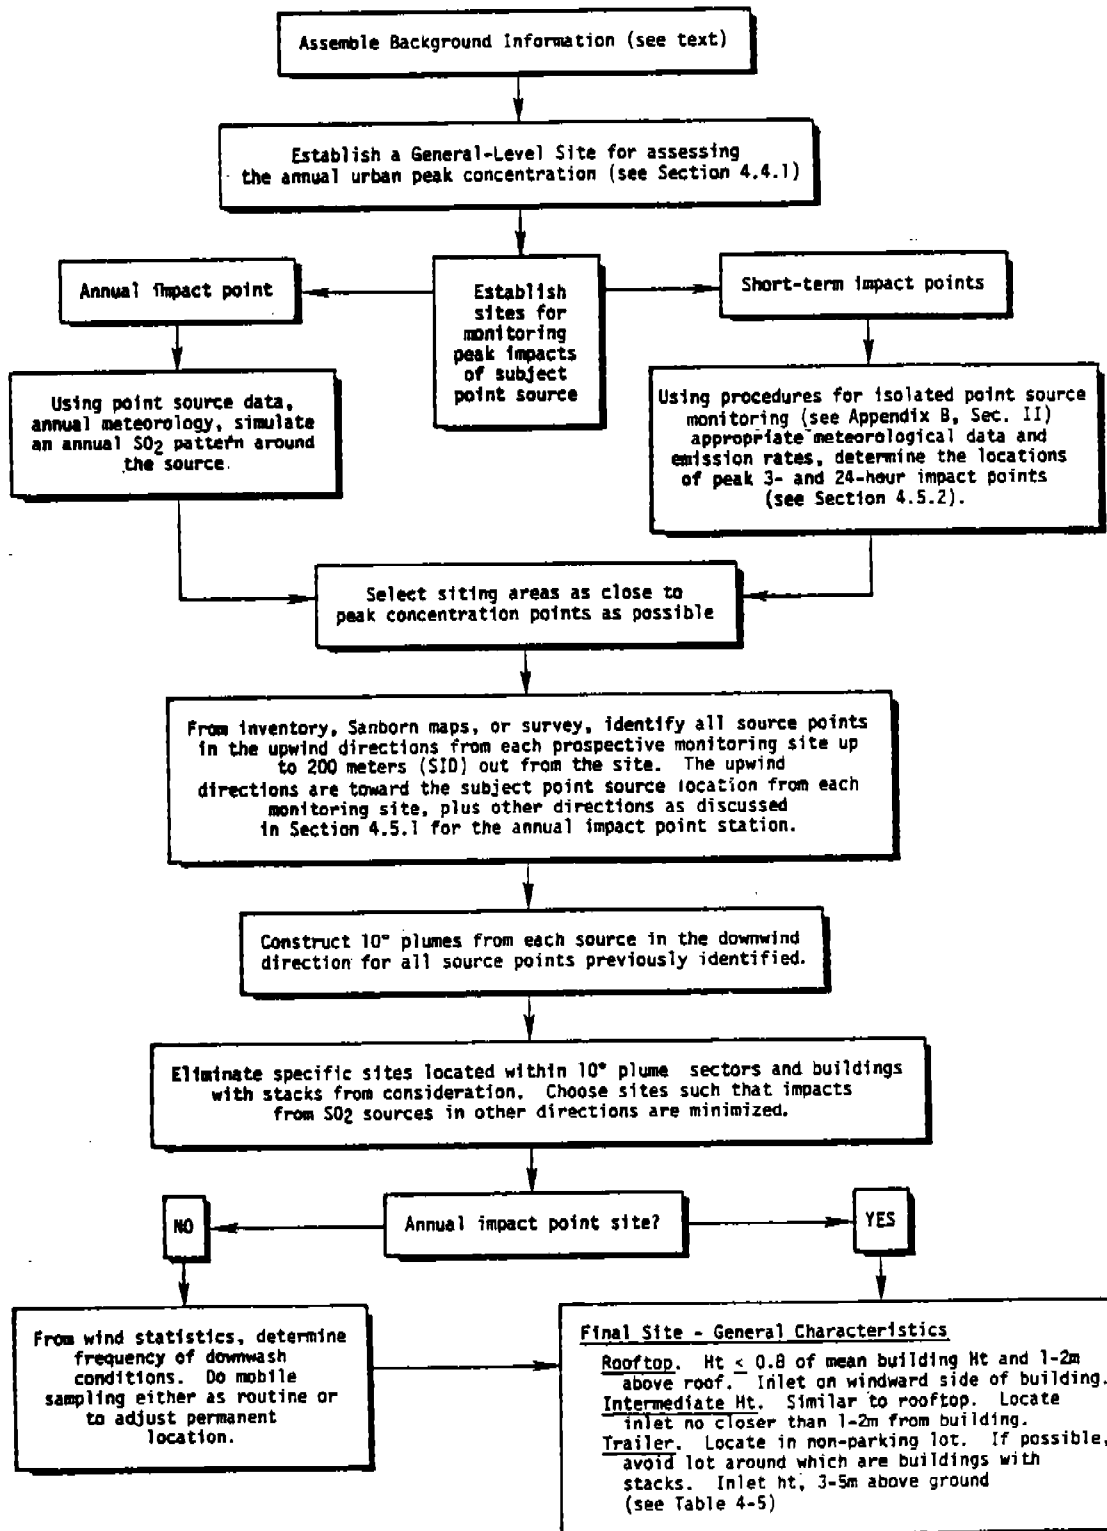 Assemble Background Information (see text)
Establish a General-Level Site for assessing
the annual urban peak concentration (see Section 4.4.1)
Annual impact point
Establish
sites for
monitoring
peak impacts
of subject
point source
Short-term impact points
Using point source data,
annual meteorology, simulate
an annual SO2 pattern around
the source.
Using procedures for isolated point source
monitoring (see Appendix B, Sec. II)
appropriate meteorological data and
emission rates, determine the locations
of peak 3- and 24-hour impact points
(see Section 4.5.2).
Select siting areas as close to
peak concentration points as possible
From inventory, Sanborn maps, or survey, identify all source points
in the upwind directions from each prospective monitoring site up
to 200 meters (SID) out from the site. The upwind
directions are toward the subject point source location from each
monitoring site, plus other directions as discussed
in Section 4.5.1 for the annual impact point station.
Construct 10° plumes from each source in the downwind
direction for all source points previously identified.
Eliminate specific sites located within 10° plume sectors and buildings
with stacks from consideration. Choose sites such that impacts
from SO2 sources in other directions are minimized.
NO
Annual impact point site?
YES
From wind statistics, determine
frequency of downwash
conditions. Do mobile
sampling either as routine or
to adjust permanent
location.
Final Site - General Characteristics
Rooftop. Ht < 0.8 of mean building Ht and 1-2m
above roof. Inlet on windward side of building.
Intermediate Ht. Similar to rooftop. Locate
inlet no closer than 1-2m from building.
Trailer. Locate in non-parking lot. If possible,
avoid lot around which are buildings with
stacks. Inlet ht, 3-5m above ground
(see Table 4-5)